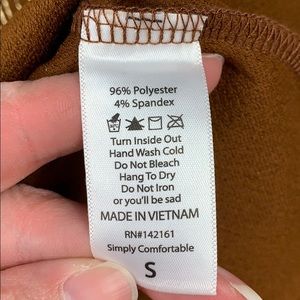 96% Polyester
4% Spandex
Turn Inside Out
Hand Wash Cold
Do Not Bleach
Hang To Dry
Do Not Iron
or you'll be sad
MADE IN VIETNAM
RN#142161
Simply Comfortable
S